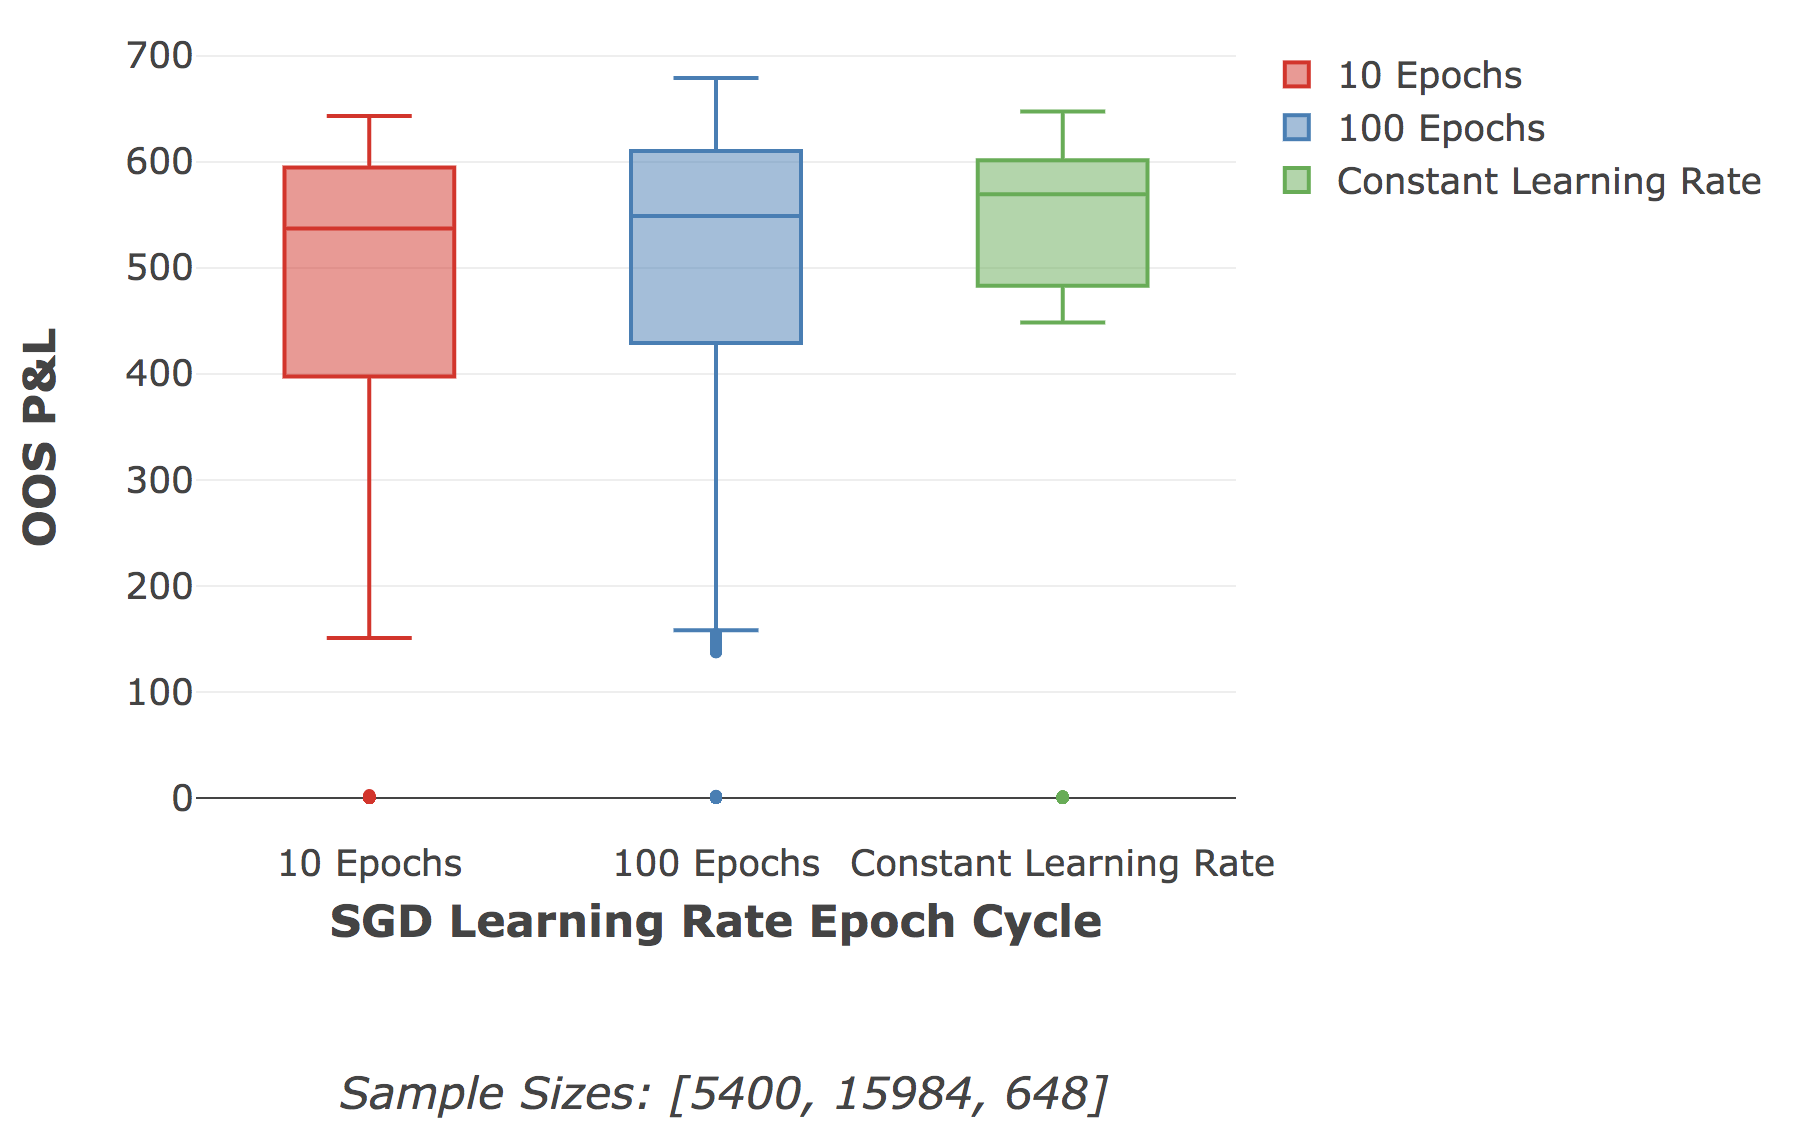 OOS P&L
700
600
500
400
300
200
100
0
10 Epochs
100 Epochs
Constant Learning Rate
SGD Learning Rate Epoch Cycle
Sample Sizes: [5400, 15984, 648]
10 Epochs
100 Epochs
Constant Learning Rate